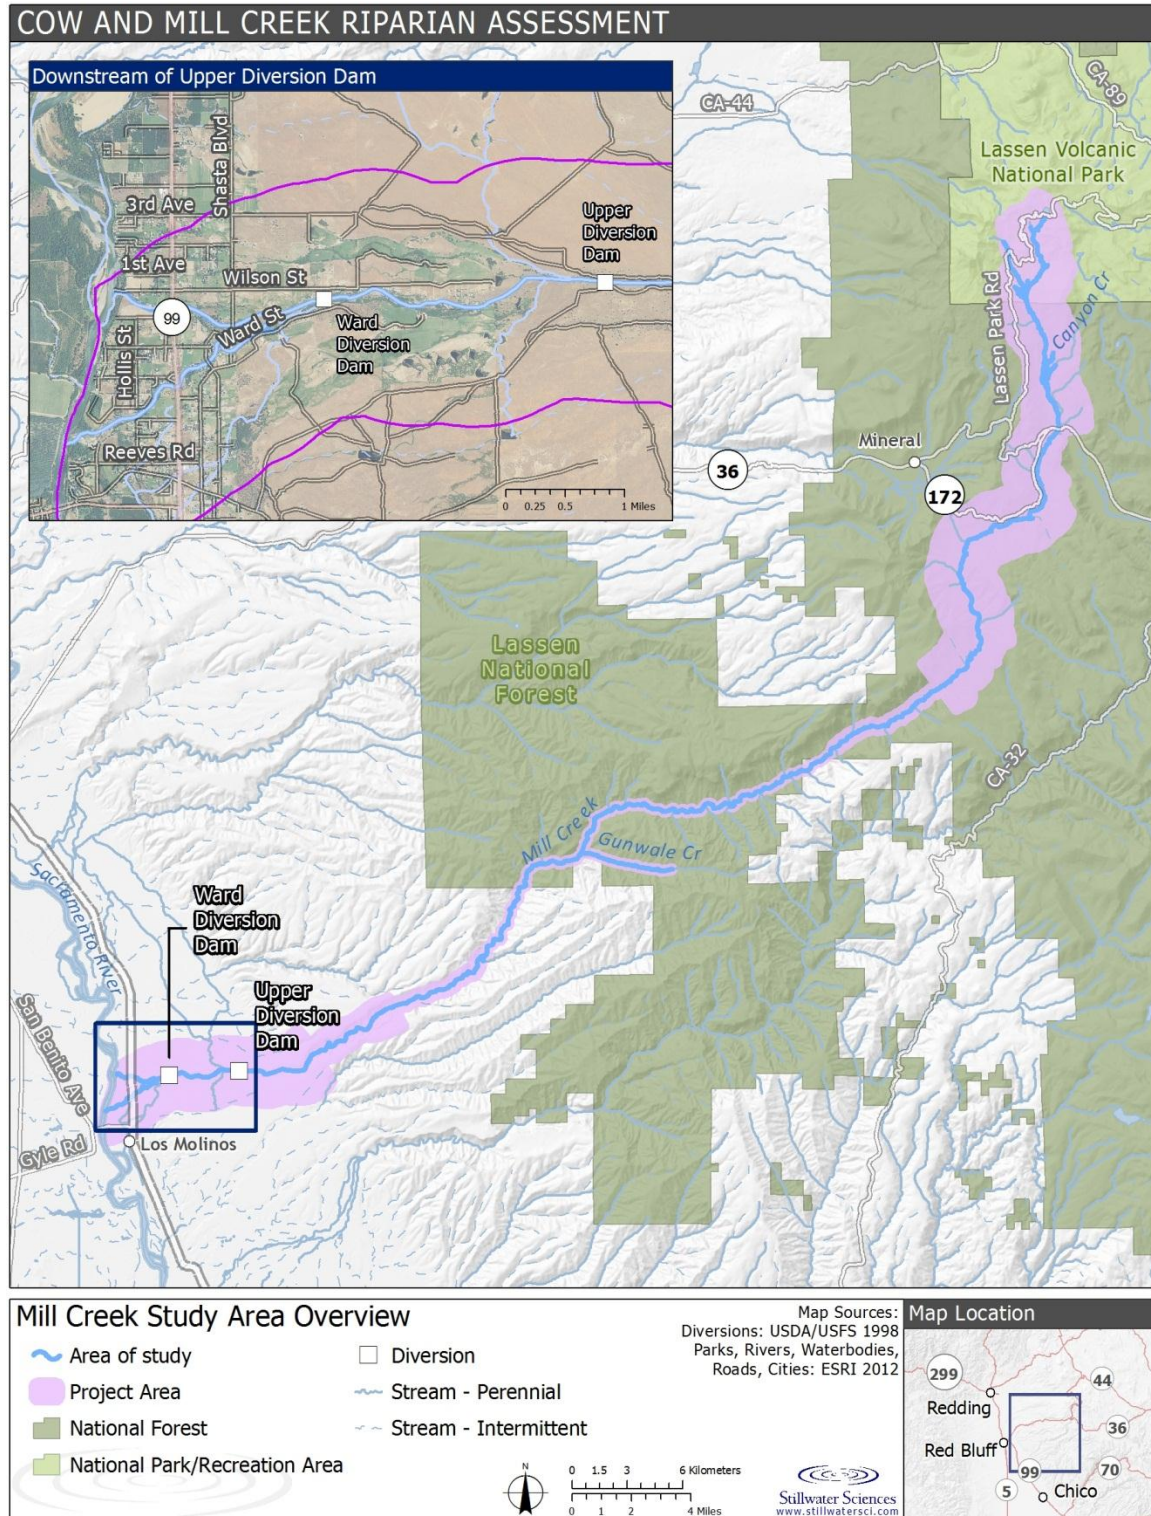 COW AND MILL CREEK RIPARIAN ASSESSMENT
Downstream of Upper Diversion Dam
3rd Ave
Shasta Blvd
1st Ave
Wilson St
99
Ward St
Hollis St
Reeves Rd
Ward
Diversion
Dam
Upper
Diversion
Dam
0 0.25 0.5 1 Miles
CA-44
CA-89
Lassen Volcanic
National Park
Lassen Park Rd
Canyon Cr
Mineral
36
172
Lassen
National
Forest
CA-32
Mill Creek
Gunwale Cr
Sacramento River
Ward
Diversion
Dam
Upper
Diversion
Dam
San Benito Ave
Gyle Rd
Los Molinos
Mill Creek Study Area Overview
Area of study
Project Area
National Forest
National Park/Recreation Area
Diversion
Stream - Perennial
Stream - Intermittent
Map Sources:
Diversions: USDA/USFS 1998
Parks, Rivers, Waterbodies,
Roads, Cities: ESRI 2012
N
0 1.5 3 6 Kilometers
0 1 2 4 Miles
Stillwater Sciences
www.stillwatersci.com
Map Location
299
44
Redding
36
Red Bluff
99
70
5
Chico